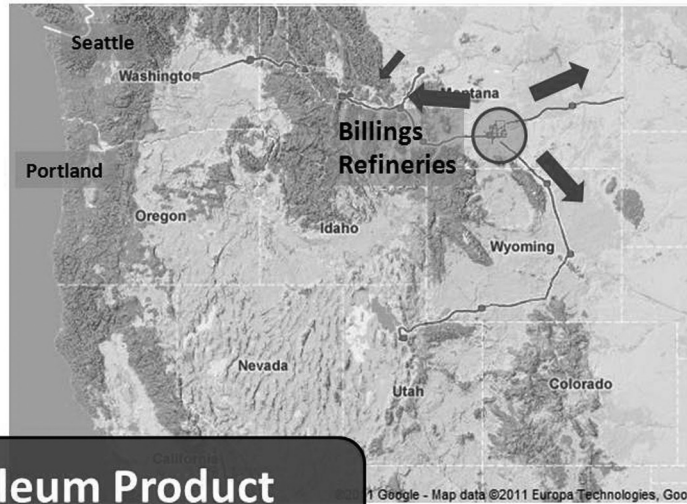 Seattle
Washington
Montana
Billings
Refineries
Portland
Oregon
Idaho
Wyoming
Nevada
Utah
Colorado
California
leum Product
1 Google - Map data ©2011 Europa Technologies, Goo